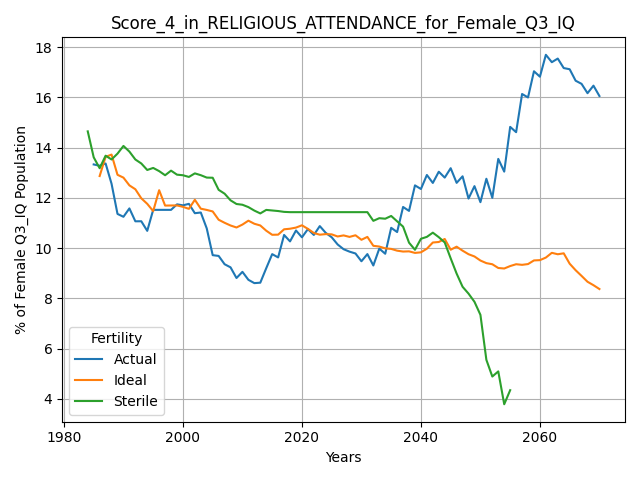 Score_4_in_RELIGIOUS_ATTENDANCE_for_Female_Q3_IQ
% of Female Q3_IQ Population
18
16
14
12
10
8
6
4
Fertility
Actual
Ideal
Sterile
1980
2000
2020
2040
2060
Years